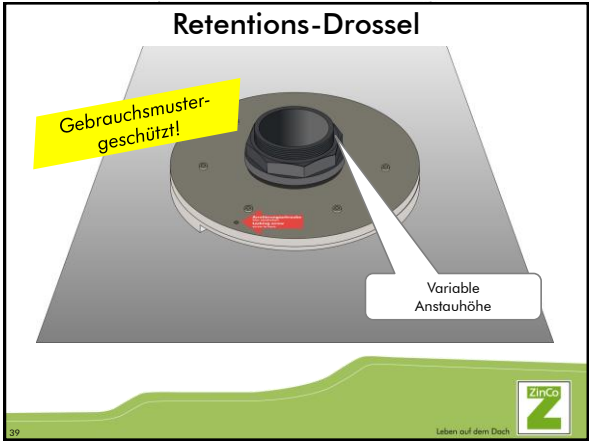 Retentions-Drossel
Gebrauchsmuster-
geschützt!
Variable
Anstauhöhe
ZinCo
Leben auf dem Dach
39